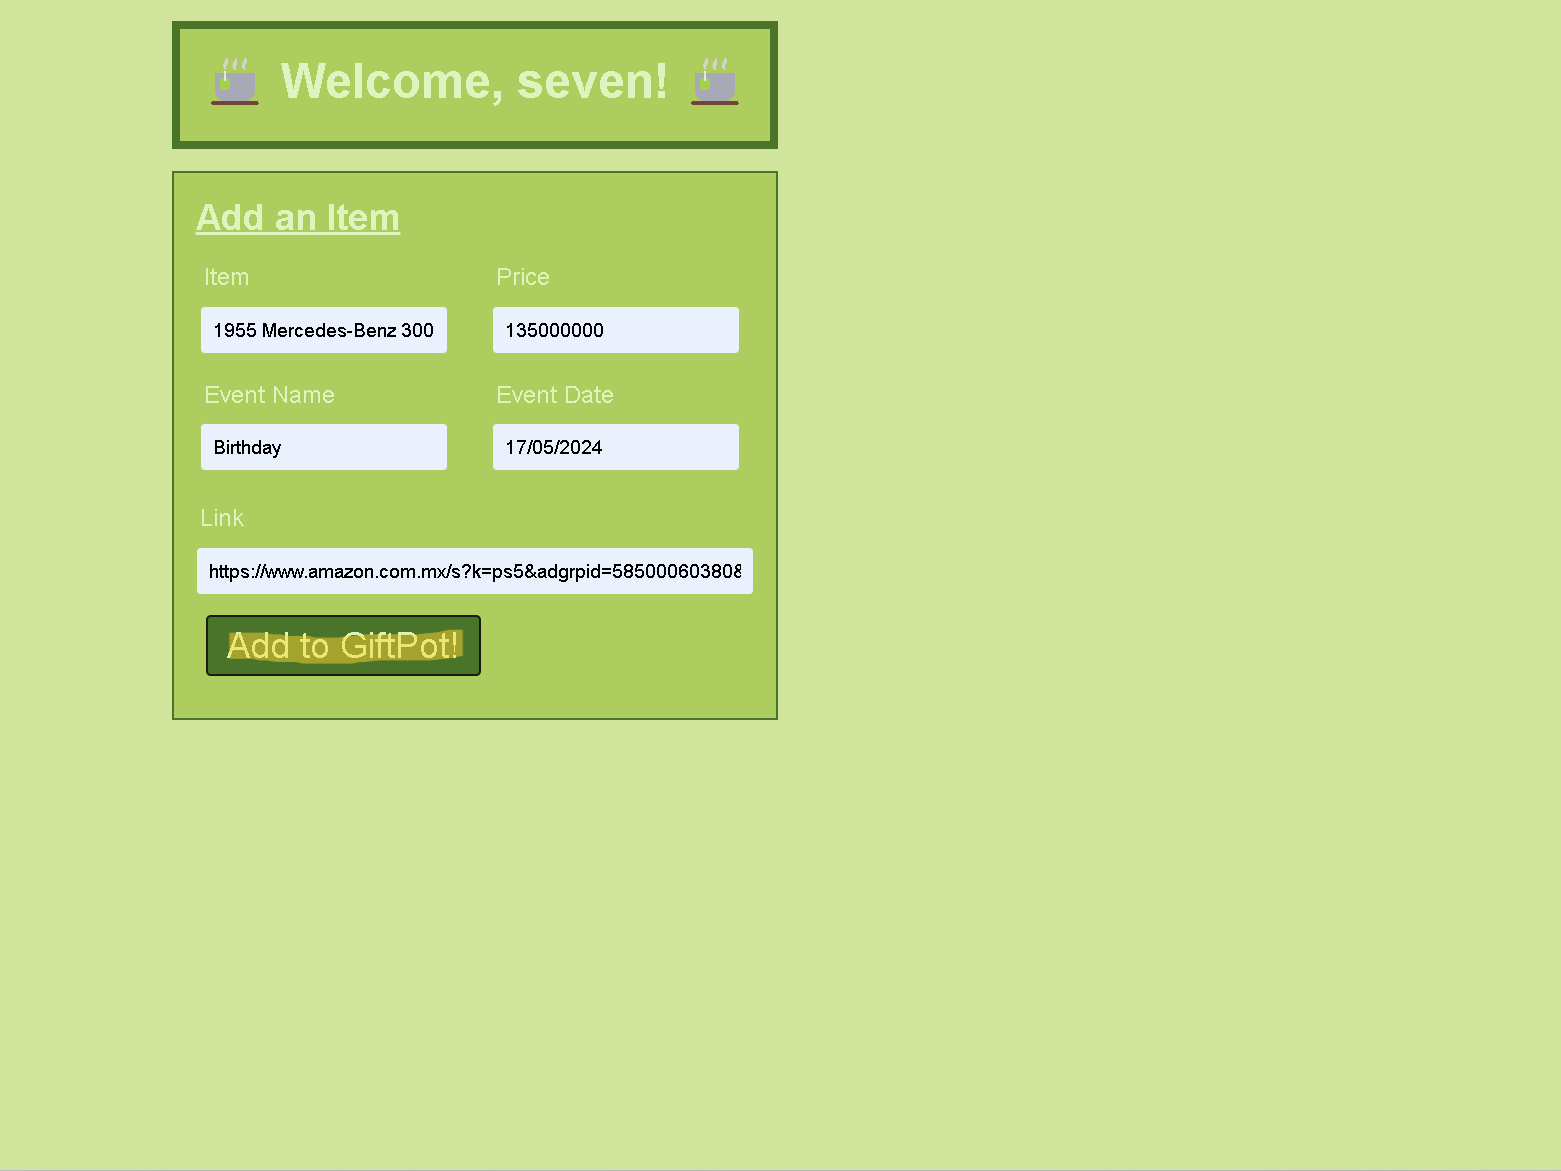 Welcome, seven!
Add an Item
Item
Price
1955 Mercedes-Benz 300
135000000
Event Name
Event Date
Birthday
17/05/2024
Link
https://www.amazon.com.mx/s?k=ps5&adgrpid=58500060380&
Add to GiftPot!